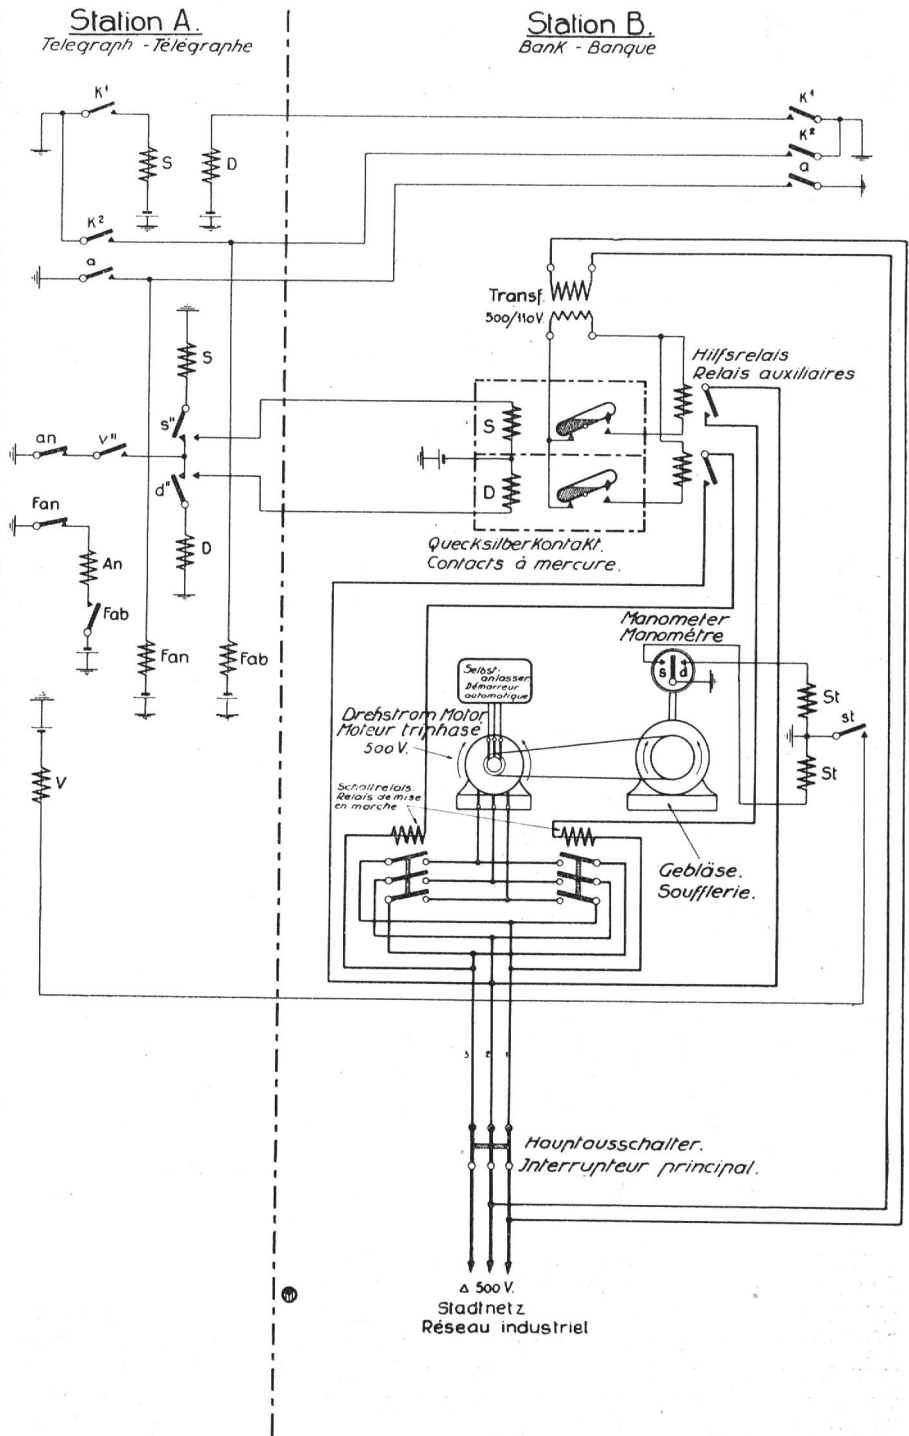 Station A.
Telegraph - Télégraphe
Station B.
Bank - Banque
K¹
S
D
K²
a
K¹
K²
a
Transf.
500/110V.
Hilfsrelais
Relais auxiliaires
S
s"
an
v"
d"
D
S
D
Fan
An
Fab
Fan
Fab
Quecksilberkontakt.
Contacts à mercure.
Manometer
Manomètre
s d
Selbst-
anlasser.
Démarreur
automatique
Drehstrom Motor
Moteur triphasé
500 V.
St
st
St
V
Schaltrelais.
Relais de mise
en marche
Gebläse.
Soufflerie.
3 2 1
Hauptausschalter.
Interrupteur principal.
Δ 500 V.
Stadtnetz
Réseau industriel